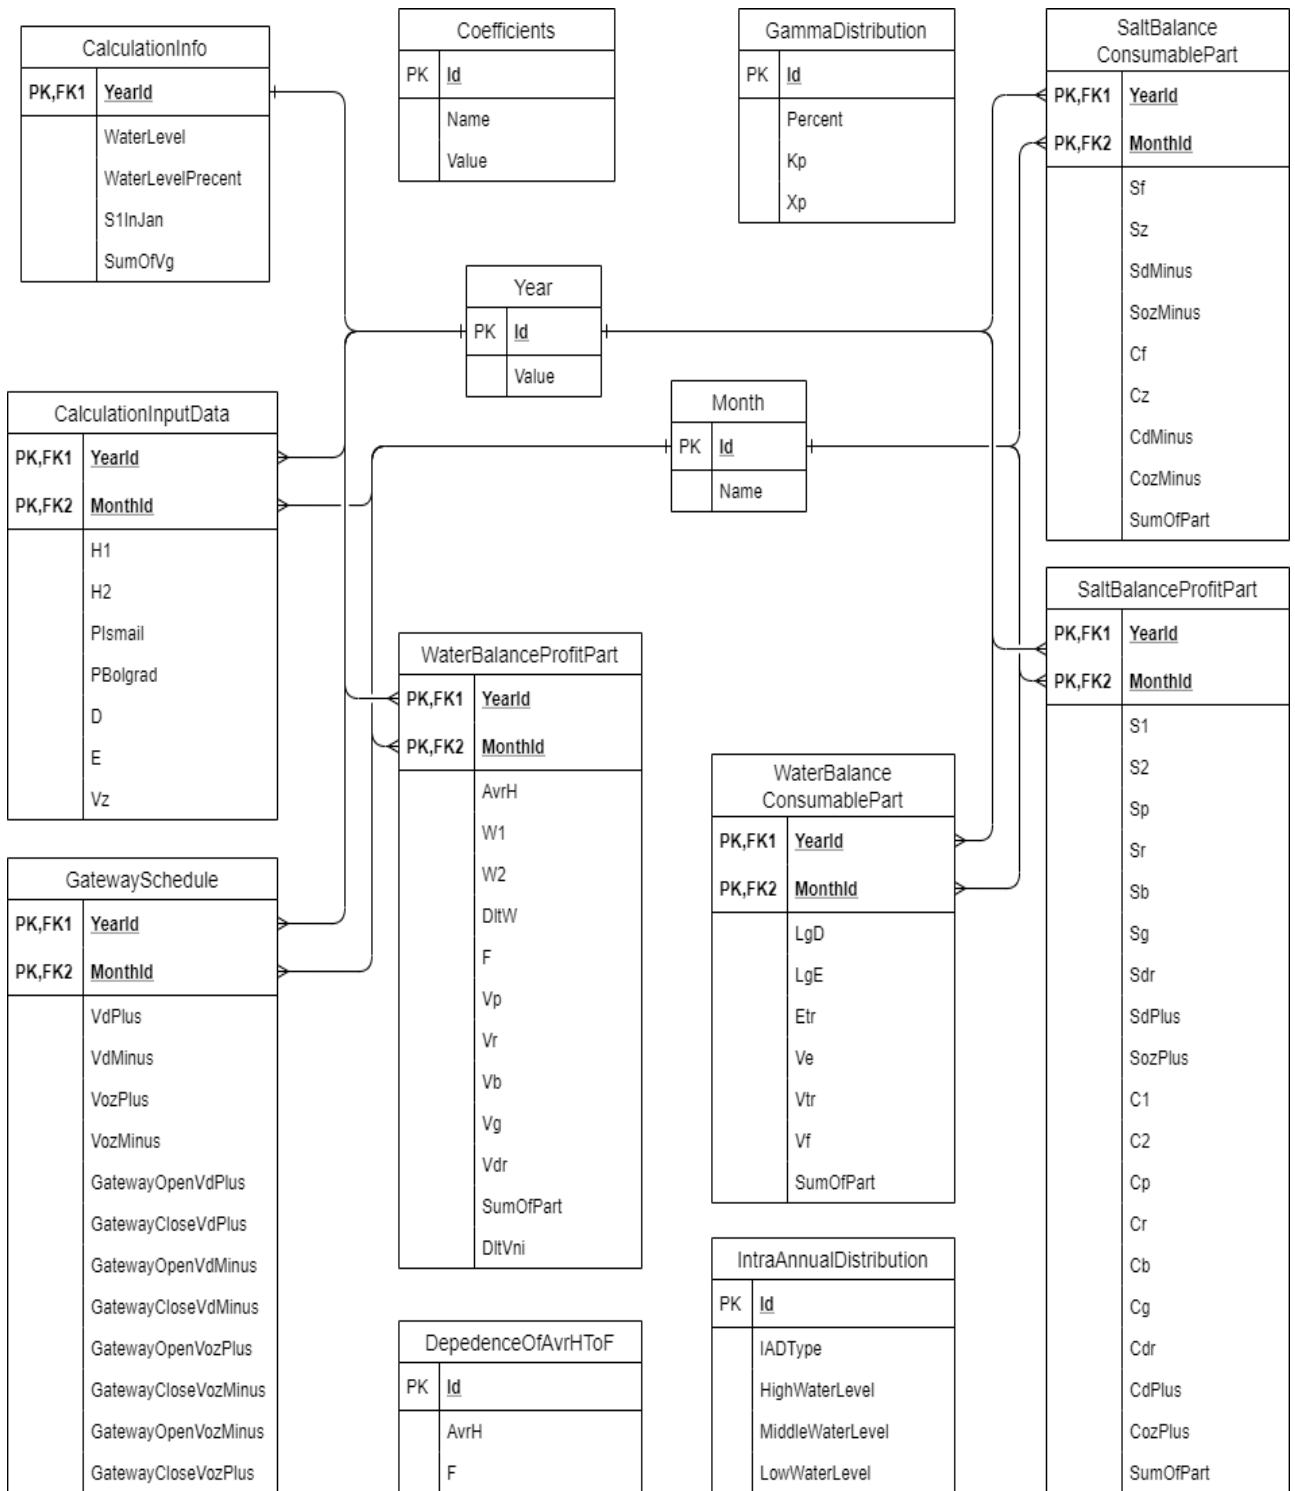 CalculationInfo
PK,FK1 YearId
WaterLevel
WaterLevelPrecent
S1InJan
SumOfVg
Coefficients
PK Id
Name
Value
GammaDistribution
PK Id
Percent
Kp
Xp
SaltBalance
ConsumablePart
PK,FK1 YearId
PK,FK2 MonthId
Sf
Sz
SdMinus
SozMinus
Cf
Cz
CdMinus
CozMinus
SumOfPart
Year
PK Id
Value
Month
PK Id
Name
CalculationInputData
PK,FK1 YearId
PK,FK2 MonthId
H1
H2
PIsmail
PBolgrad
D
E
Vz
WaterBalanceProfitPart
PK,FK1 YearId
PK,FK2 MonthId
AvrH
W1
W2
DltW
F
Vp
Vr
Vb
Vg
Vdr
SumOfPart
DltVni
WaterBalance
ConsumablePart
PK,FK1 YearId
PK,FK2 MonthId
LgD
LgE
Etr
Ve
Vtr
Vf
SumOfPart
SaltBalanceProfitPart
PK,FK1 YearId
PK,FK2 MonthId
S1
S2
Sp
Sr
Sb
Sg
Sdr
SdPlus
SozPlus
C1
C2
Cp
Cr
Cb
Cg
Cdr
CdPlus
CozPlus
SumOfPart
GatewaySchedule
PK,FK1 YearId
PK,FK2 MonthId
VdPlus
VdMinus
VozPlus
VozMinus
GatewayOpenVdPlus
GatewayCloseVdPlus
GatewayOpenVdMinus
GatewayCloseVdMinus
GatewayOpenVozPlus
GatewayCloseVozMinus
GatewayOpenVozMinus
GatewayCloseVozPlus
DepedenceOfAvrHToF
PK Id
AvrH
F
IntraAnnualDistribution
PK Id
IADType
HighWaterLevel
MiddleWaterLevel
LowWaterLevel